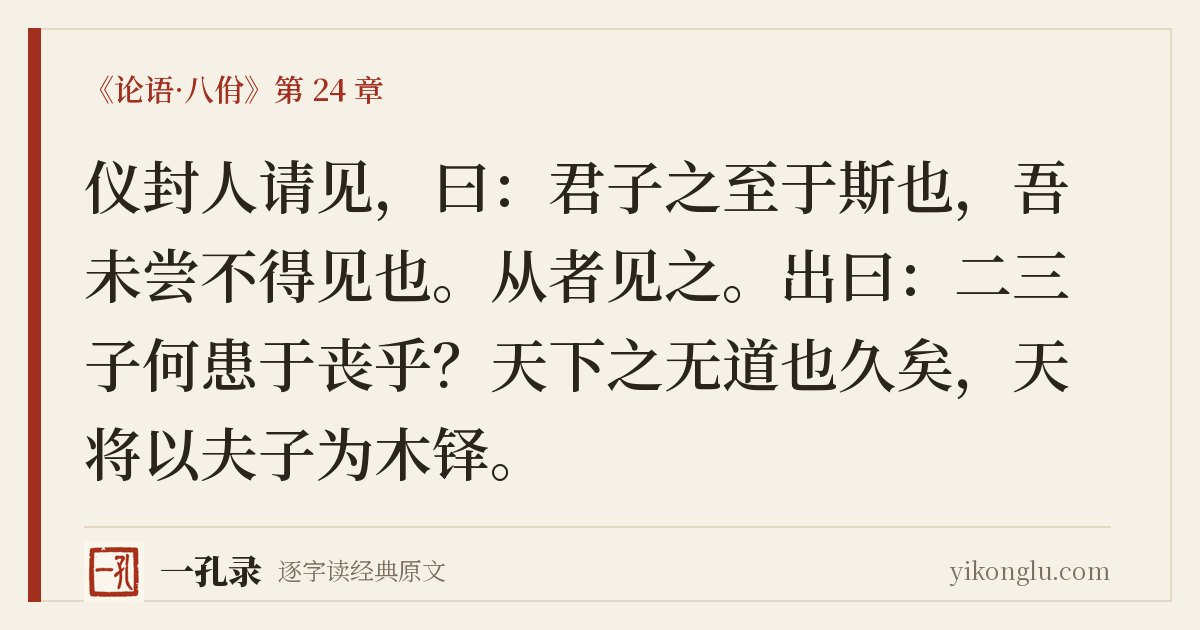 《论语·八佾》第 24 章
仪封人请见，曰：君子之至于斯也，吾
未尝不得见也。从者见之。出曰：二三
子何患于丧乎？天下之无道也久矣，天
将以夫子为木铎。
一孔
一孔录 逐字读经典原文 yikonglu.com